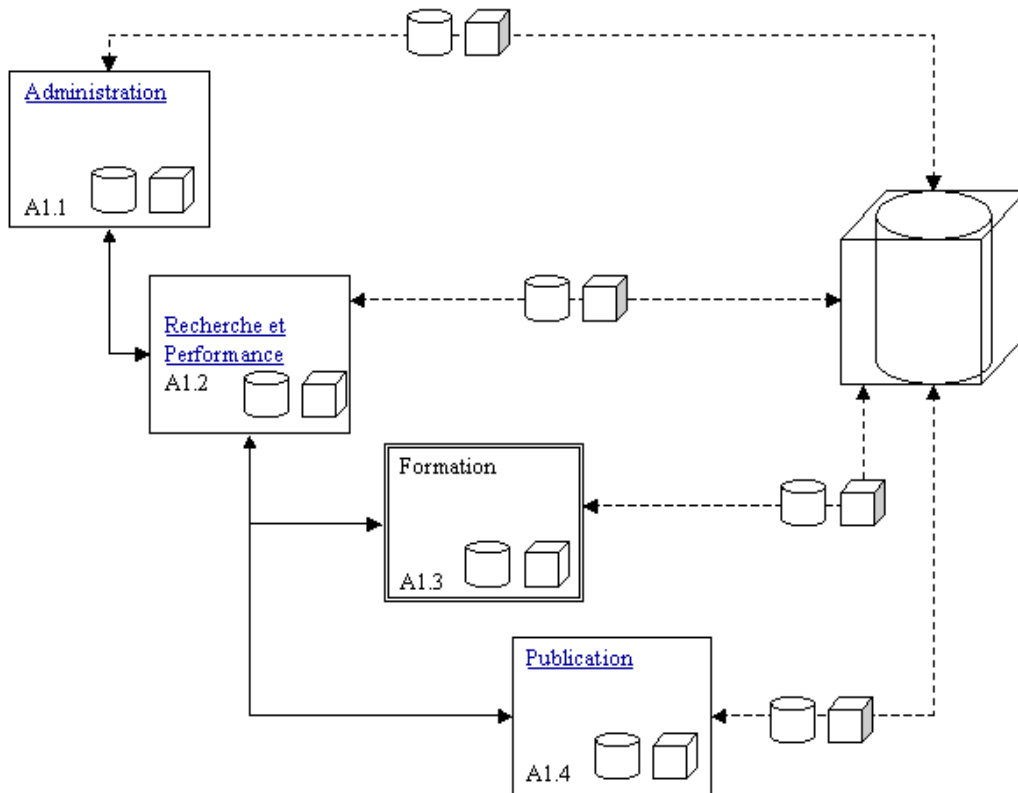 Administration
A1.1
Recherche et
Performance
A1.2
Formation
A1.3
Publication
A1.4